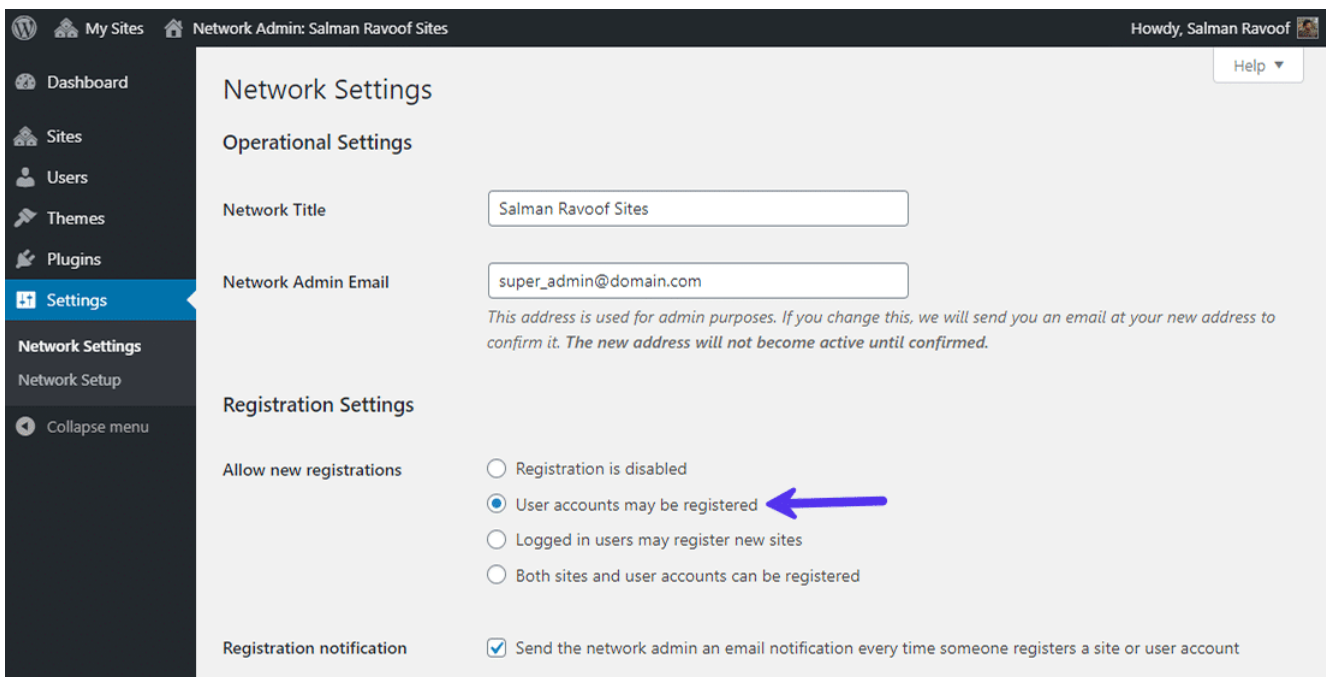 My Sites
Network Admin: Salman Ravoof Sites
Howdy, Salman Ravoof
Help
Dashboard
Sites
Users
Themes
Plugins
Settings
Network Settings
Network Setup
Collapse menu
Network Settings
Operational Settings
Network Title
Salman Ravoof Sites
Network Admin Email
super_admin@domain.com
This address is used for admin purposes. If you change this, we will send you an email at your new address to
confirm it. The new address will not become active until confirmed.
Registration Settings
Allow new registrations
Registration is disabled
User accounts may be registered
Logged in users may register new sites
Both sites and user accounts can be registered
Registration notification
Send the network admin an email notification every time someone registers a site or user account